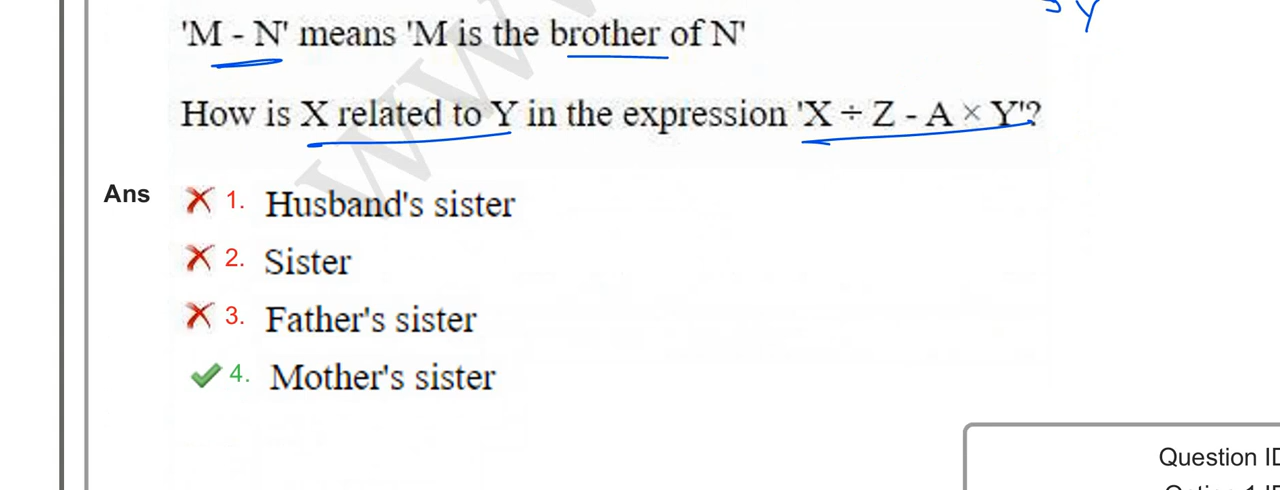 'M - N' means 'M is the brother of N'
Y
How is X related to Y in the expression 'X ÷ Z - A × Y'?
Ans 1. Husband's sister
2. Sister
3. Father's sister
4. Mother's sister
Question ID